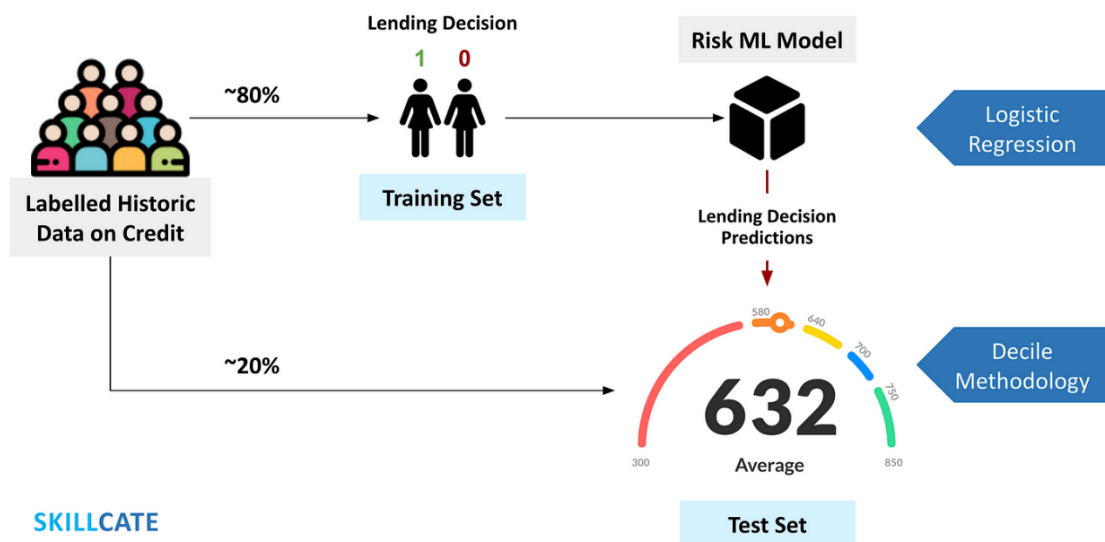 Lending Decision
1 0
Risk ML Model
~80%
Logistic
Regression
Training Set
Labelled Historic
Data on Credit
Lending Decision
Predictions
580
640
700
750
~20%
Decile
Methodology
632
300
Average
850
SKILLCATE
Test Set